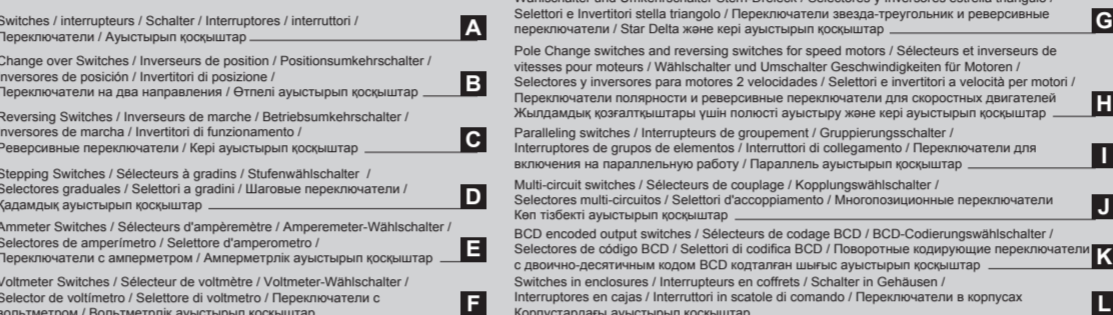 Switches / interrupteurs / Schalter / Interruptores / interruttori /
Переключатели / Ауыстырып қосқыштар A
Change over Switches / Inverseurs de position / Positionsumkehrschalter /
Inversores de posición / Invertitori di posizione /
Переключатели на два направления / Өтпелі ауыстырып қосқыштар B
Reversing Switches / Inverseurs de marche / Betriebsumkehrschalter /
Inversores de marcha / Invertitori di funzionamento /
Реверсивные переключатели / Кері ауыстырып қосқыштар C
Stepping Switches / Sélecteurs à gradins / Stufenwählschalter /
Selectores graduales / Selettori a gradini / Шаговые переключатели /
Қадамдық ауыстырып қосқыштар D
Ammeter Switches / Sélecteurs d'ampèremètre / Amperemeter-Wählschalter /
Selectores de amperímetro / Selettore d'amperometro /
Переключатели с амперметром / Амперметрлік ауыстырып қосқыштар E
Voltmeter Switches / Sélecteur de voltmètre / Voltmeter-Wählschalter /
Selector de voltímetro / Selettore di voltmetro / Переключатели с
вольтметром / Вольтметрлік ауыстырып қосқыштар F
Selettori e Invertitori stella triangolo / Переключатели звезда-треугольник и реверсивные
переключатели / Star Delta және кері ауыстырып қосқыштар G
Pole Change switches and reversing switches for speed motors / Sélecteurs et inverseurs de
vitesses pour moteurs / Wählschalter und Umschalter Geschwindigkeiten für Motoren /
Selectores y inversores para motores 2 velocidades / Selettori e invertitori a velocità per motori /
Переключатели полярности и реверсивные переключатели для скоростных двигателей
Жылдамдық қозғалтқыштары үшін полюсті ауыстыру және кері ауыстырып қосқыштар H
Paralleling switches / Interrupteurs de groupement / Gruppierungsschalter /
Interruptores de grupos de elementos / Interruttori di collegamento / Переключатели для
включения на параллельную работу / Параллель ауыстырып қосқыштар I
Multi-circuit switches / Sélecteurs de couplage / Kopplungswählschalter /
Selectores multi-circuitos / Selettori d'accoppiamento / Многопозиционные переключатели
Көп тізбекті ауыстырып қосқыштар J
BCD encoded output switches / Sélecteurs de codage BCD / BCD-Codierungswählschalter /
Selectores de código BCD / Selettori di codifica BCD / Поворотные кодирующие переключатели
с двоично-десятичным кодом BCD кодталған шығыс ауыстырып қосқыштар K
Switches in enclosures / Interrupteurs en coffrets / Schalter in Gehäusen /
Interruptores en cajas / Interruttori in scatole di comando / Переключатели в корпусах
Корпустардағы ауыстырып қосқыштар L